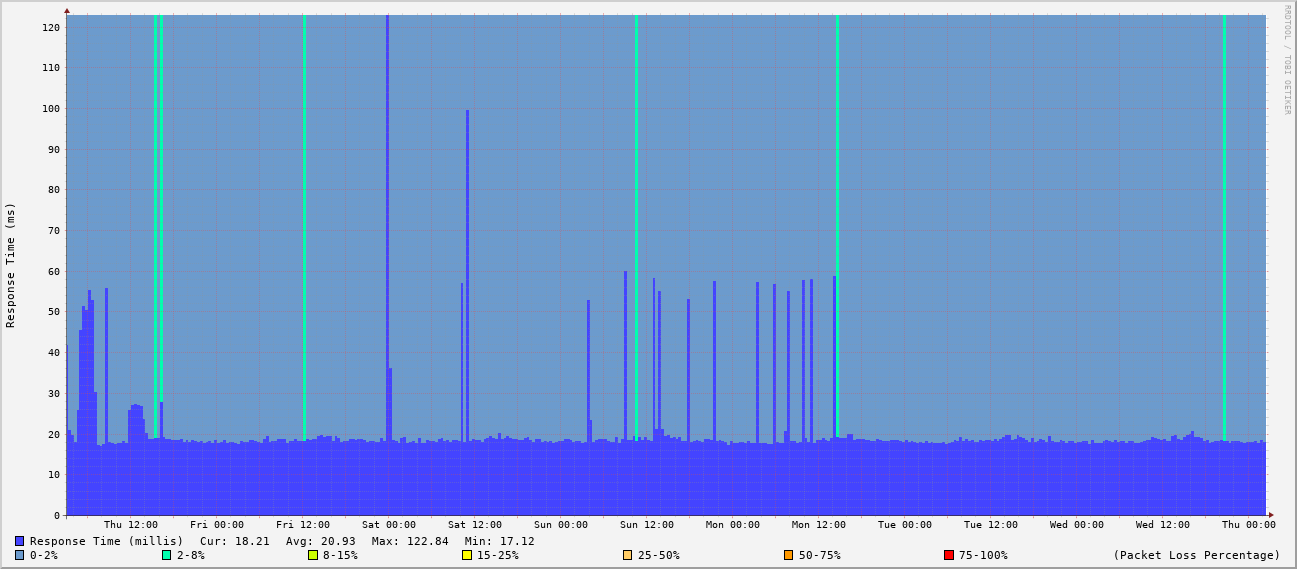 RRDTOOL / TOBI OETIKER
Response Time (ms)
120
110
100
90
80
70
60
50
40
30
20
10
0
Thu 12:00 Fri 00:00 Fri 12:00 Sat 00:00 Sat 12:00 Sun 00:00 Sun 12:00 Mon 00:00 Mon 12:00 Tue 00:00 Tue 12:00 Wed 00:00 Wed 12:00 Thu 00:00
Response Time (millis) Cur: 18.21 Avg: 20.93 Max: 122.84 Min: 17.12
0-2% 2-8% 8-15% 15-25% 25-50% 50-75% 75-100% (Packet Loss Percentage)